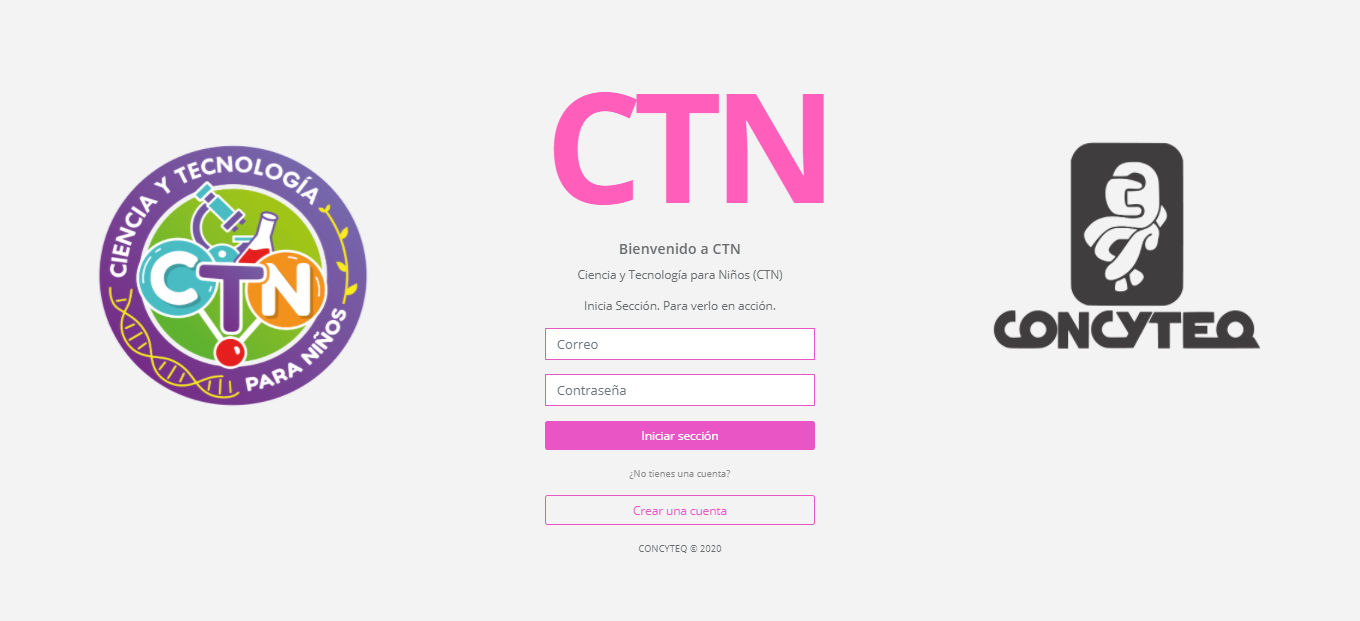 CIENCIA Y TECNOLOGÍA
PARA NIÑOS
CTN
CTN
Bienvenido a CTN
Ciencia y Tecnología para Niños (CTN)
Inicia Sección. Para verlo en acción.
Correo
Contraseña
Iniciar sección
¿No tienes una cuenta?
Crear una cuenta
CONCYTEQ © 2020
CONCYTEQ